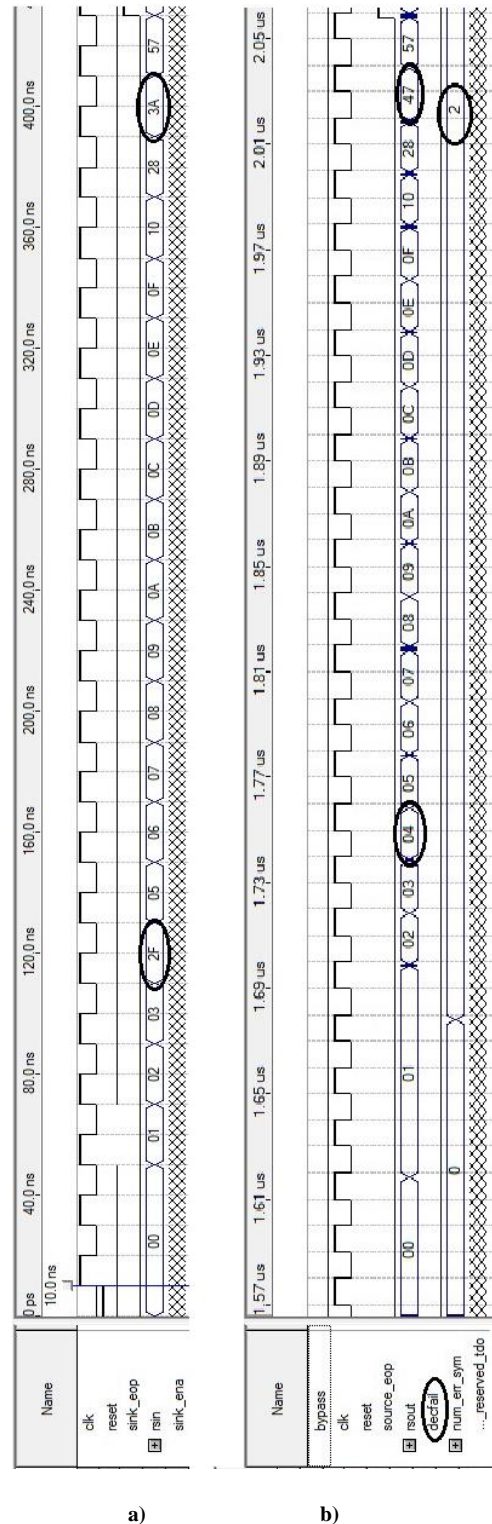 Name 0 ps 40.0 ns 80.0 ns 120.0 ns 160.0 ns 200.0 ns 240.0 ns 280.0 ns 320.0 ns 360.0 ns 400.0 ns
10.0 ns
clk
reset
sink_eop
rsin 00 01 02 03 2F 05 06 07 08 09 0A 0B 0C 0D 0E 0F 10 28 3A 57
sink_ena
a)
Name 1.57 us 1.61 us 1.65 us 1.69 us 1.73 us 1.77 us 1.81 us 1.85 us 1.89 us 1.93 us 1.97 us 2.01 us 2.05 us
bypass
clk
reset
source_eop
rsout 00 01 02 03 04 05 06 07 08 09 0A 0B 0C 0D 0E 0F 10 28 47 57
decfail
num_err_sym 0 2
..._reserved_tdo
b)